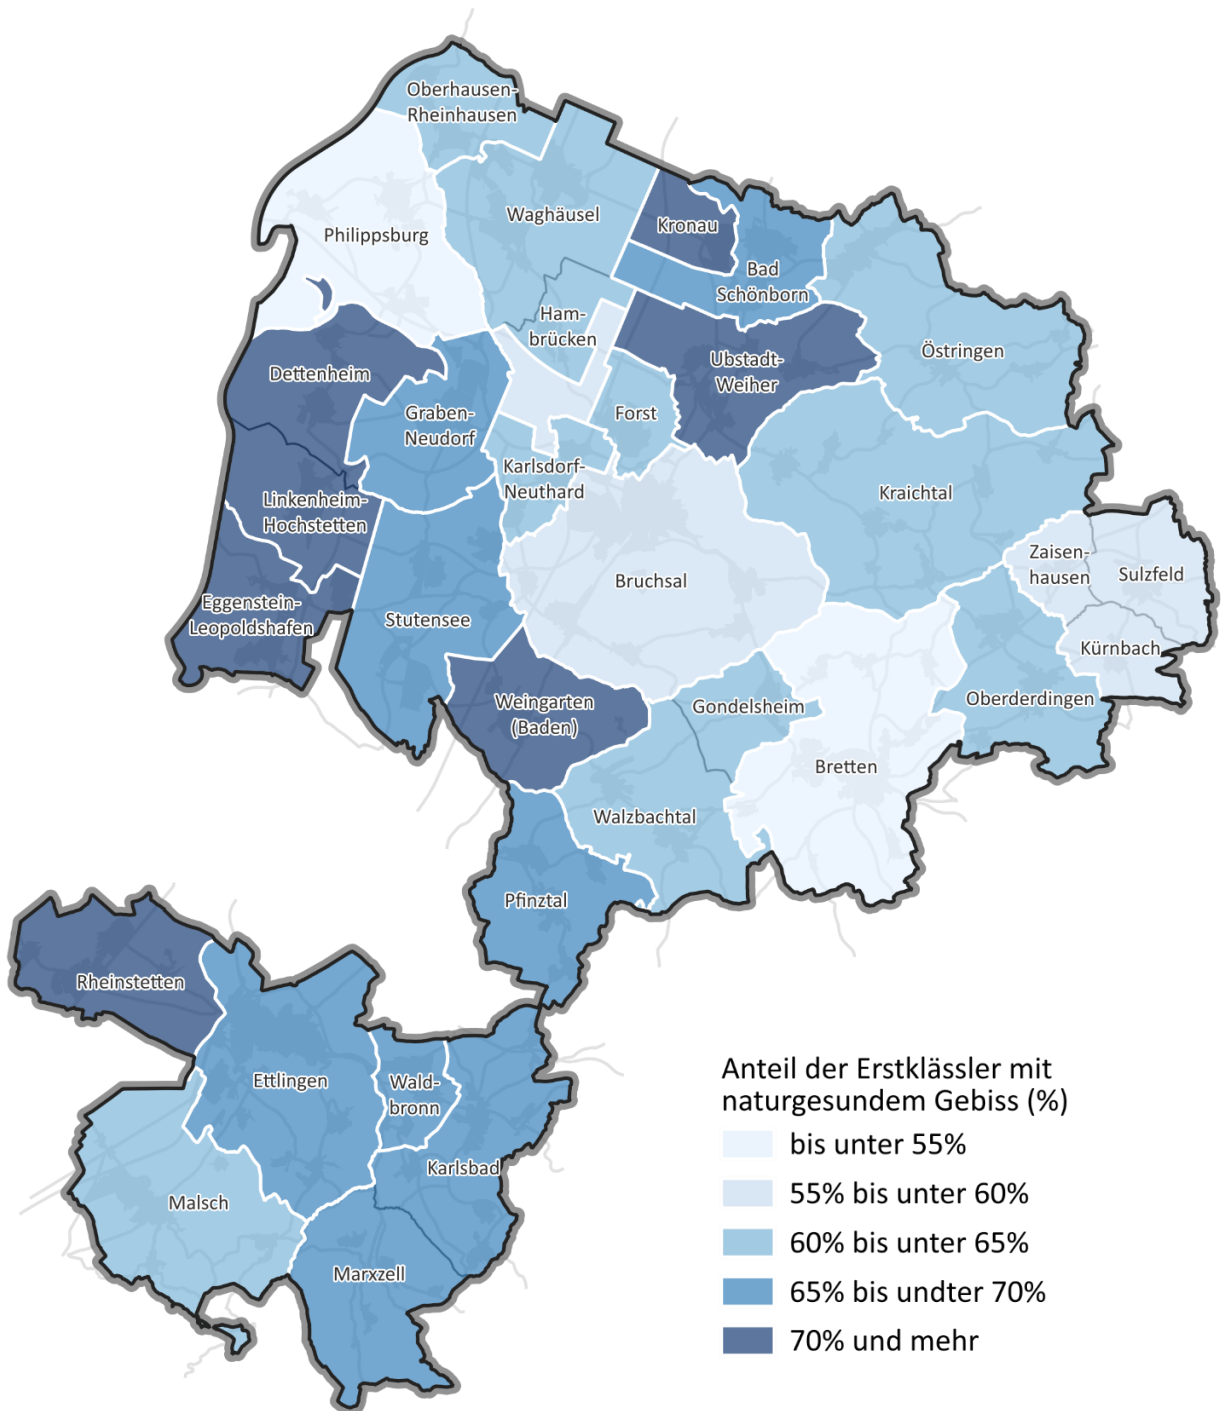 Oberhausen-
Rheinhausen
Waghäusel
Kronau
Philippsburg
Bad
Schönborn
Ham-
brücken
Östringen
Ubstadt-
Weiher
Dettenheim
Graben-
Neudorf
Forst
Karlsdorf-
Neuthard
Kraichtal
Linkenheim-
Hochstetten
Zaisen-
hausen
Sulzfeld
Bruchsal
Eggenstein-
Leopoldshafen
Stutensee
Kürnbach
Weingarten
(Baden)
Gondelsheim
Oberderdingen
Bretten
Walzbachtal
Pfinztal
Rheinstetten
Ettlingen
Wald-
bronn
Karlsbad
Malsch
Marxzell
Anteil der Erstklässler mit
naturgesundem Gebiss (%)
bis unter 55%
55% bis unter 60%
60% bis unter 65%
65% bis undter 70%
70% und mehr